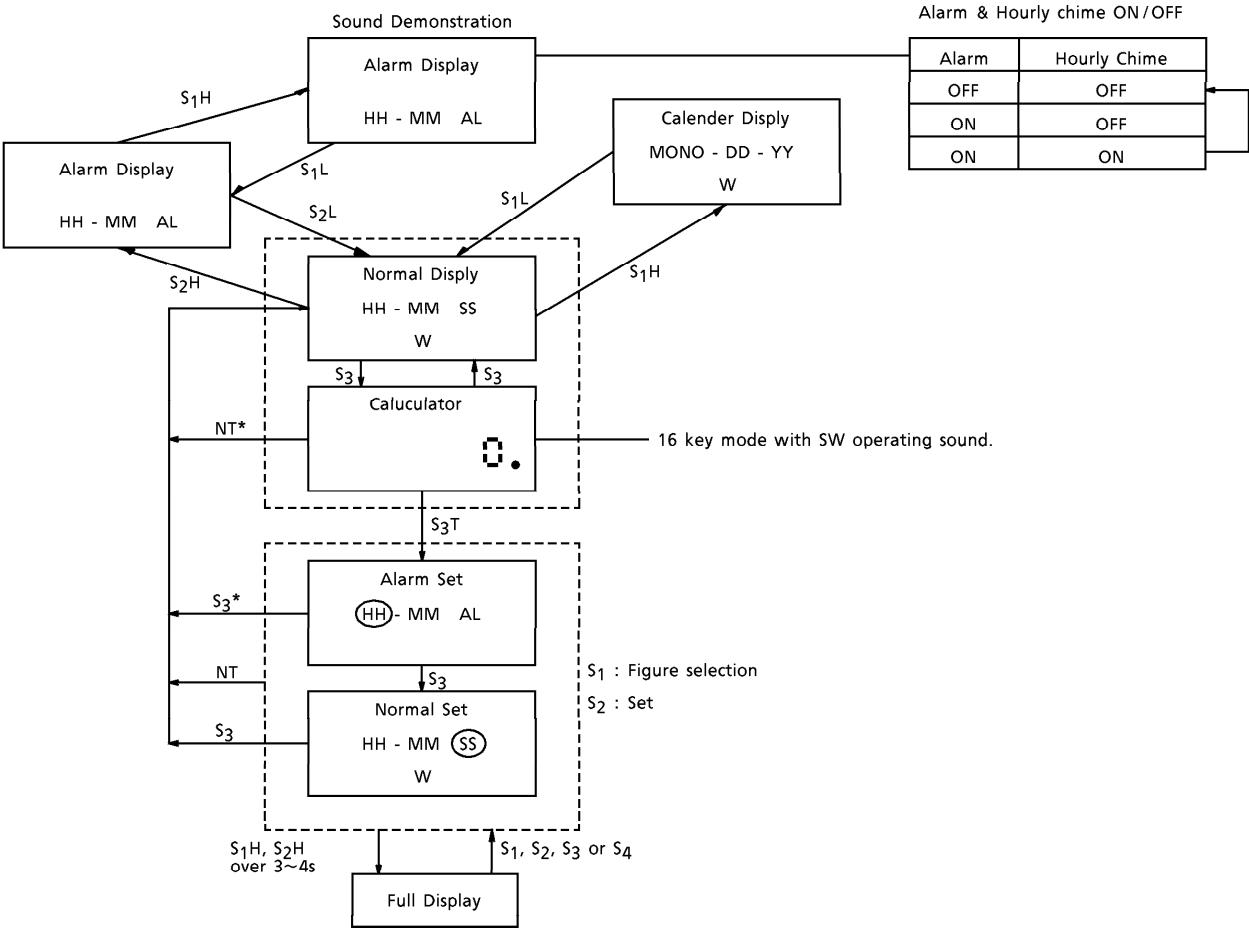 Sound Demonstration
Alarm Display
HH - MM AL
Alarm & Hourly chime ON/OFF
Alarm Hourly Chime
OFF OFF
ON OFF
ON ON
Calender Disply
MONO - DD - YY
W
S1H
Alarm Display
HH - MM AL
S1L
S2L
S1L
S2H
S1H
Normal Disply
HH - MM SS
W
S3 S3
Caluculator
0.
NT*
16 key mode with SW operating sound.
S3T
Alarm Set
HH - MM AL
S3*
S3
NT
S1 : Figure selection
S2 : Set
Normal Set
HH - MM SS
W
S3
S1H, S2H
over 3~4s
S1, S2, S3 or S4
Full Display